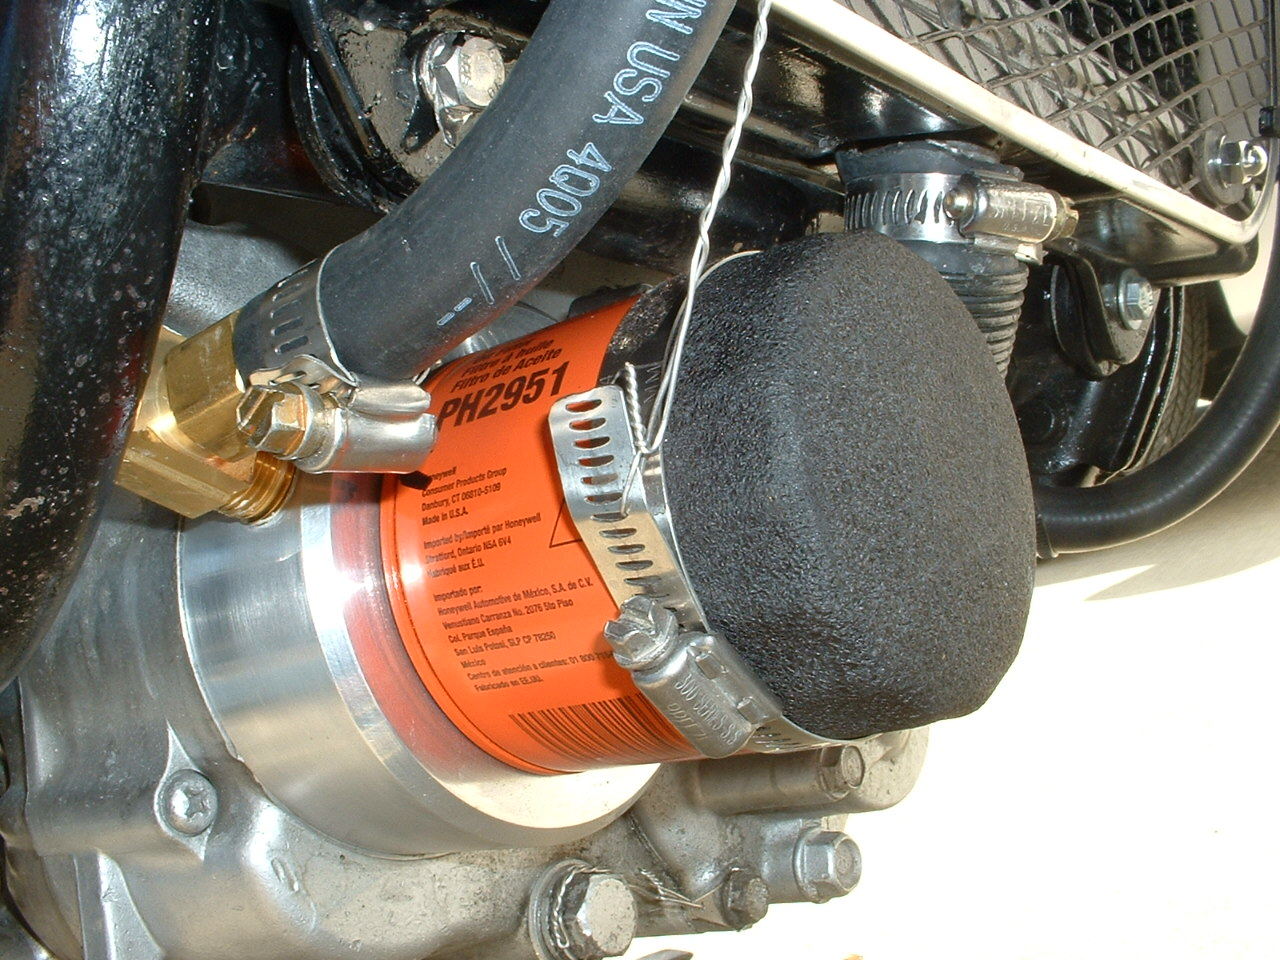 IN USA 4Q05 //--
Filtre à huile
Filtro de Aceite
PH2951
Honeywell
Consumer Products Group
Danbury, CT 06810-5109
Made in U.S.A.
Imported by/Importé par Honeywell
Stratford, Ontario N5A 6V4
Fabriqué aux É.U.
Importado por:
Honeywell Automotive de México, S.A. de C.V.
Venustiano Carranza No. 2076 5to Piso
Col. Parque España
San Luis Potosi, SLP CP 78250
México
Centro de atención a clientes: 01 800
Fabricado en EE.UU.